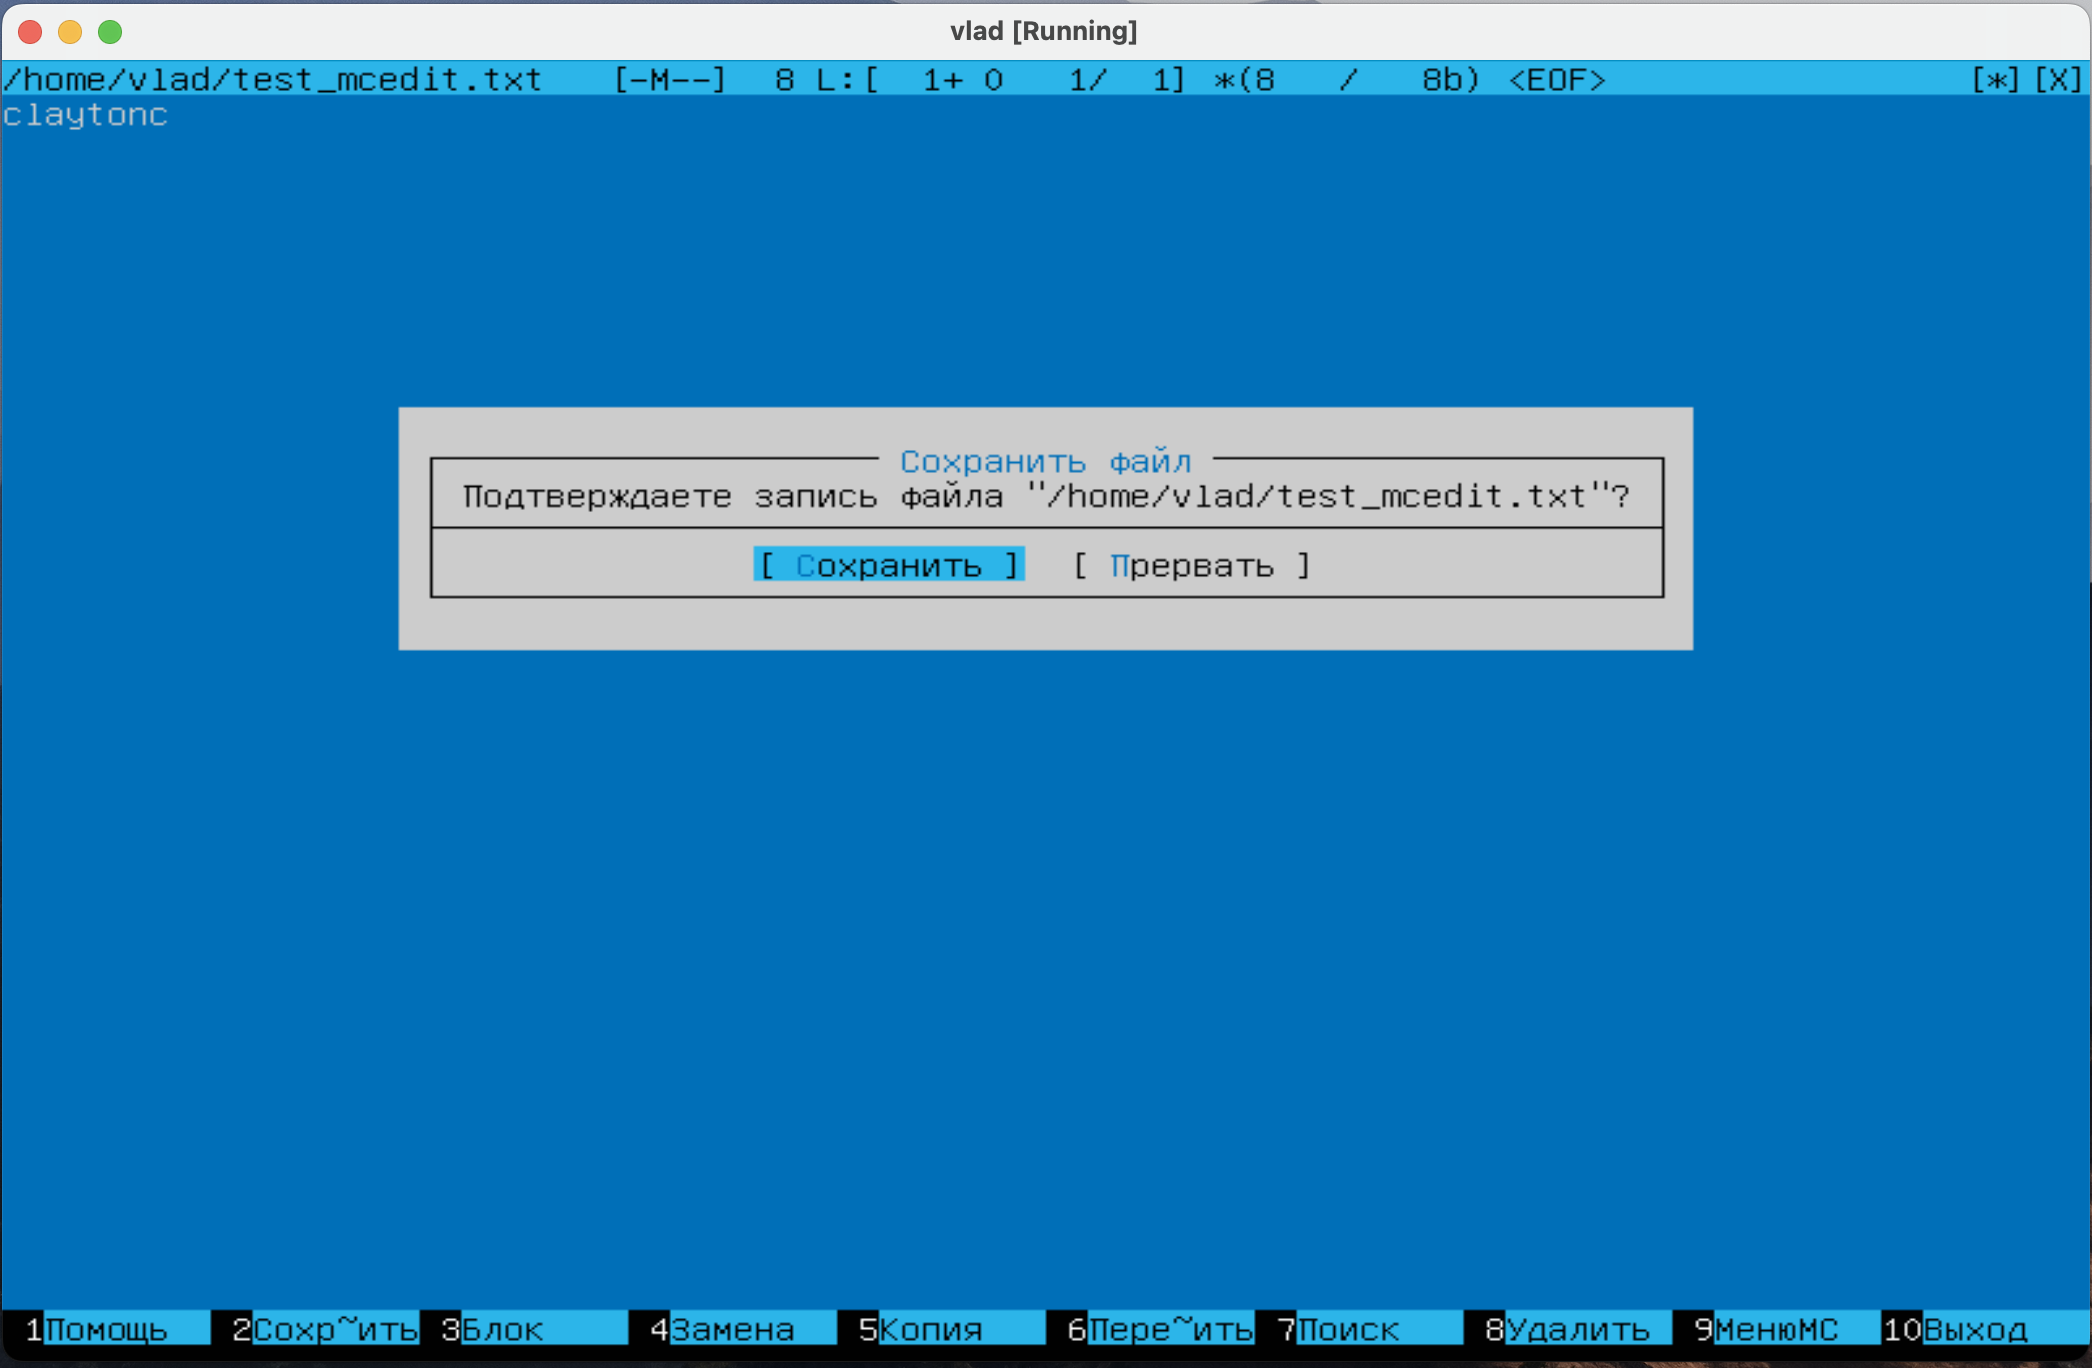 vlad [Running]
/home/vlad/test_mcedit.txt [-M--] 8 L:[ 1+ 0 1/ 1] *(8 / 8b) <EOF> [*][X]
claytonc
Сохранить файл
Подтверждаете запись файла "/home/vlad/test_mcedit.txt"?
[ Сохранить ] [ Прервать ]
1Помощь 2Сохр~ить 3Блок 4Замена 5Копия 6Пере~ить 7Поиск 8Удалить 9МенюMC 10Выход